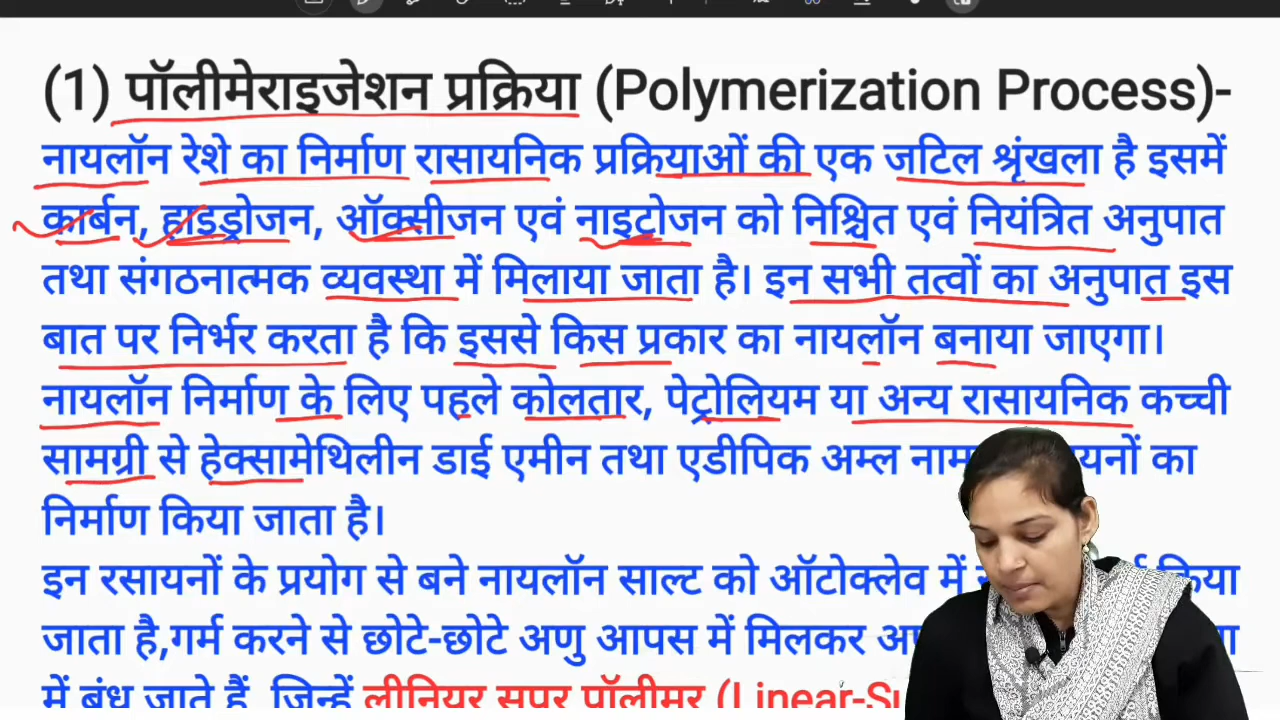 (1) पॉलीमेराइजेशन प्रक्रिया (Polymerization Process)-
नायलॉन रेशे का निर्माण रासायनिक प्रक्रियाओं की एक जटिल श्रृंखला है इसमें
कार्बन, हाइड्रोजन, ऑक्सीजन एवं नाइटोजन को निश्चित एवं नियंत्रित अनुपात
तथा संगठनात्मक व्यवस्था में मिलाया जाता है। इन सभी तत्वों का अनुपात इस
बात पर निर्भर करता है कि इससे किस प्रकार का नायलॉन बनाया जाएगा।
नायलॉन निर्माण के लिए पहले कोलतार, पेट्रोलियम या अन्य रासायनिक कच्ची
सामग्री से हेक्सामेथिलीन डाई एमीन तथा एडीपिक अम्ल का
निर्माण किया जाता है।
इन रसायनों के प्रयोग से बने नायलॉन साल्ट को ऑटोक्लेव में किया
जाता है,गर्म करने से छोटे-छोटे अणु आपस में मिलकर
में बंध जाते हैं जिन्हें लीनियर सुपर पॉलीमर